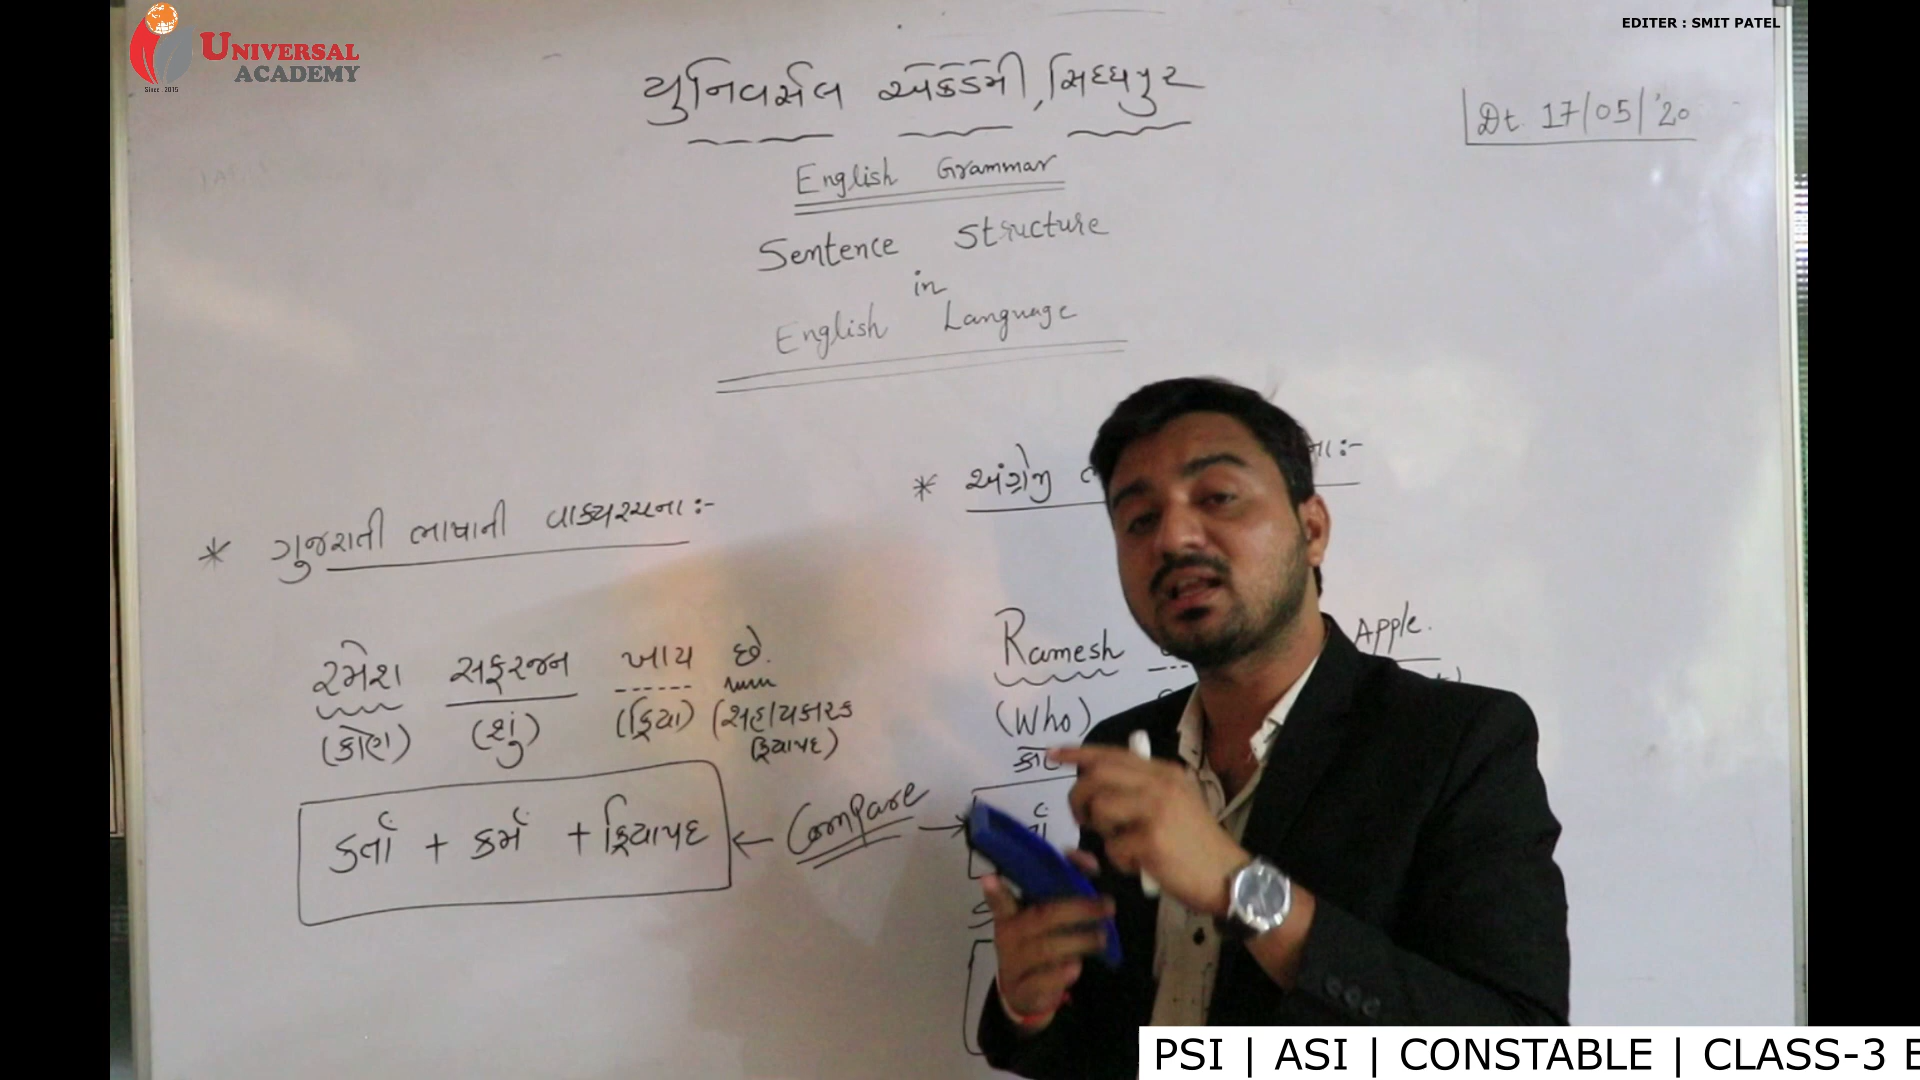 UNIVERSAL
ACADEMY
Since 2015
EDITER : SMIT PATEL
યુનિવર્સલ એકેડેમી, સિધ્ધપુર
Dt. 17/05/'20
English Grammar
Sentence Structure
in
English Language
* ગુજરાતી ભાષાની વાક્યરચના :-
રમેશ સફરજન ખાય છે.
(કોણ) (શું) (ક્રિયા) (સહાયકારક
ક્રિયાપદ)
કર્તા + કર્મ + ક્રિયાપદ
← Compare →
* અંગ્રેજી
ના :-
Ramesh Apple.
(Who)
PSI | ASI | CONSTABLE | CLASS-3 E